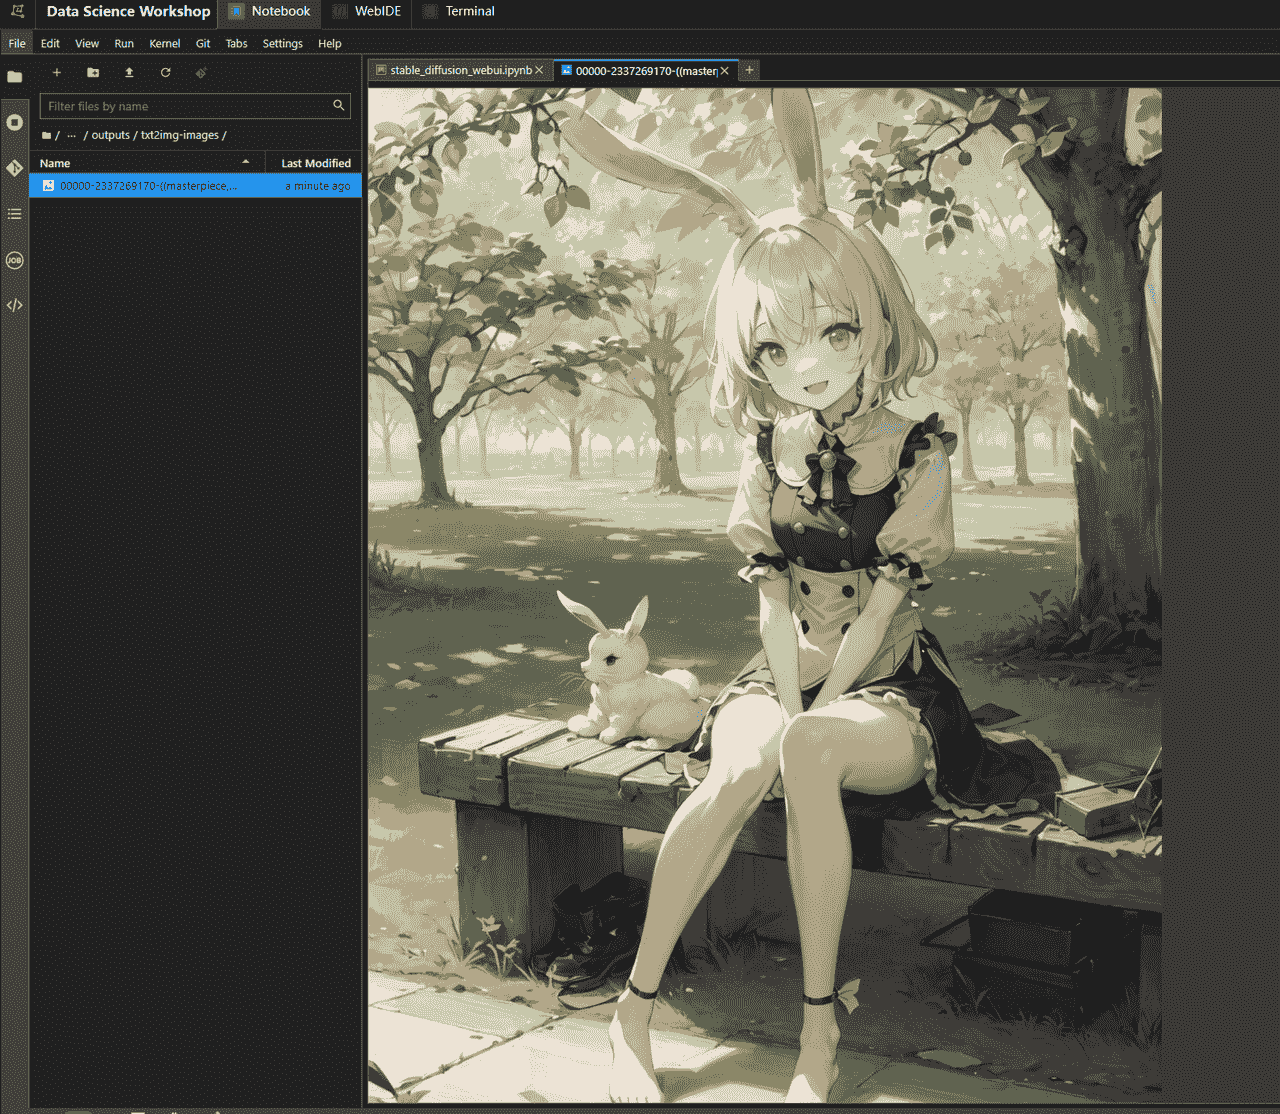 Data Science Workshop Notebook WebIDE Terminal
File Edit View Run Kernel Git Tabs Settings Help
stable_diffusion_webui.ipynb 00000-2337269170-((master
Filter files by name
/ ... / outputs / txt2img-images /
Name Last Modified
00000-2337269170-((masterpiece,... a minute ago
JOB